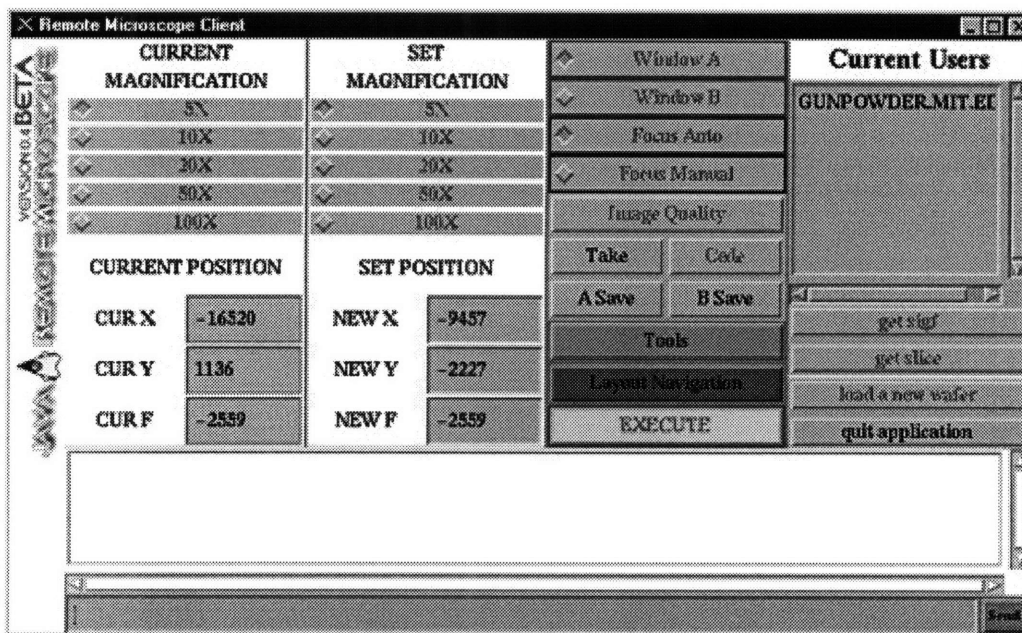 Remote Microscope Client
VERSION 0.4 BETA
JAVA REMOTE MICROSCOPE
CURRENT
MAGNIFICATION
5X
10X
20X
50X
100X
CURRENT POSITION
CUR X -16520
CUR Y 1136
CUR F -2559
SET
MAGNIFICATION
5X
10X
20X
50X
100X
SET POSITION
NEW X -9457
NEW Y -2227
NEW F -2559
Window A
Window B
Focus Auto
Focus Manual
Image Quality
Take Code
A Save B Save
Tools
Layout Navigation
EXECUTE
Current Users
GUNPOWDER.MIT.ED
get sigf
get slice
load a new wafer
quit application
Send